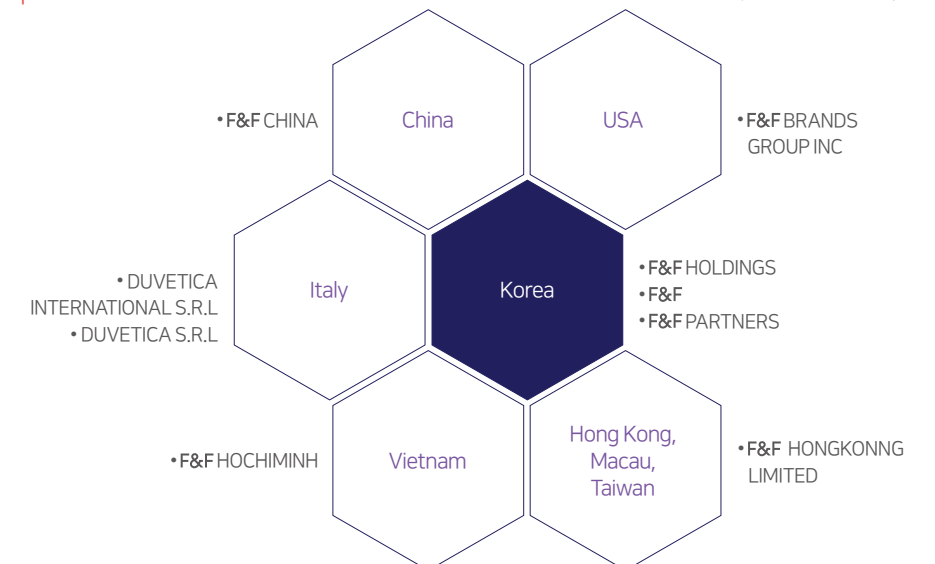 China
USA
• F&F CHINA
• F&F BRANDS
GROUP INC
Italy
Korea
• DUVETICA
INTERNATIONAL S.R.L
• DUVETICA S.R.L
• F&F HOLDINGS
• F&F
• F&F PARTNERS
Vietnam
Hong Kong,
Macau,
Taiwan
• F&F HOCHIMINH
• F&F HONGKONNG
LIMITED